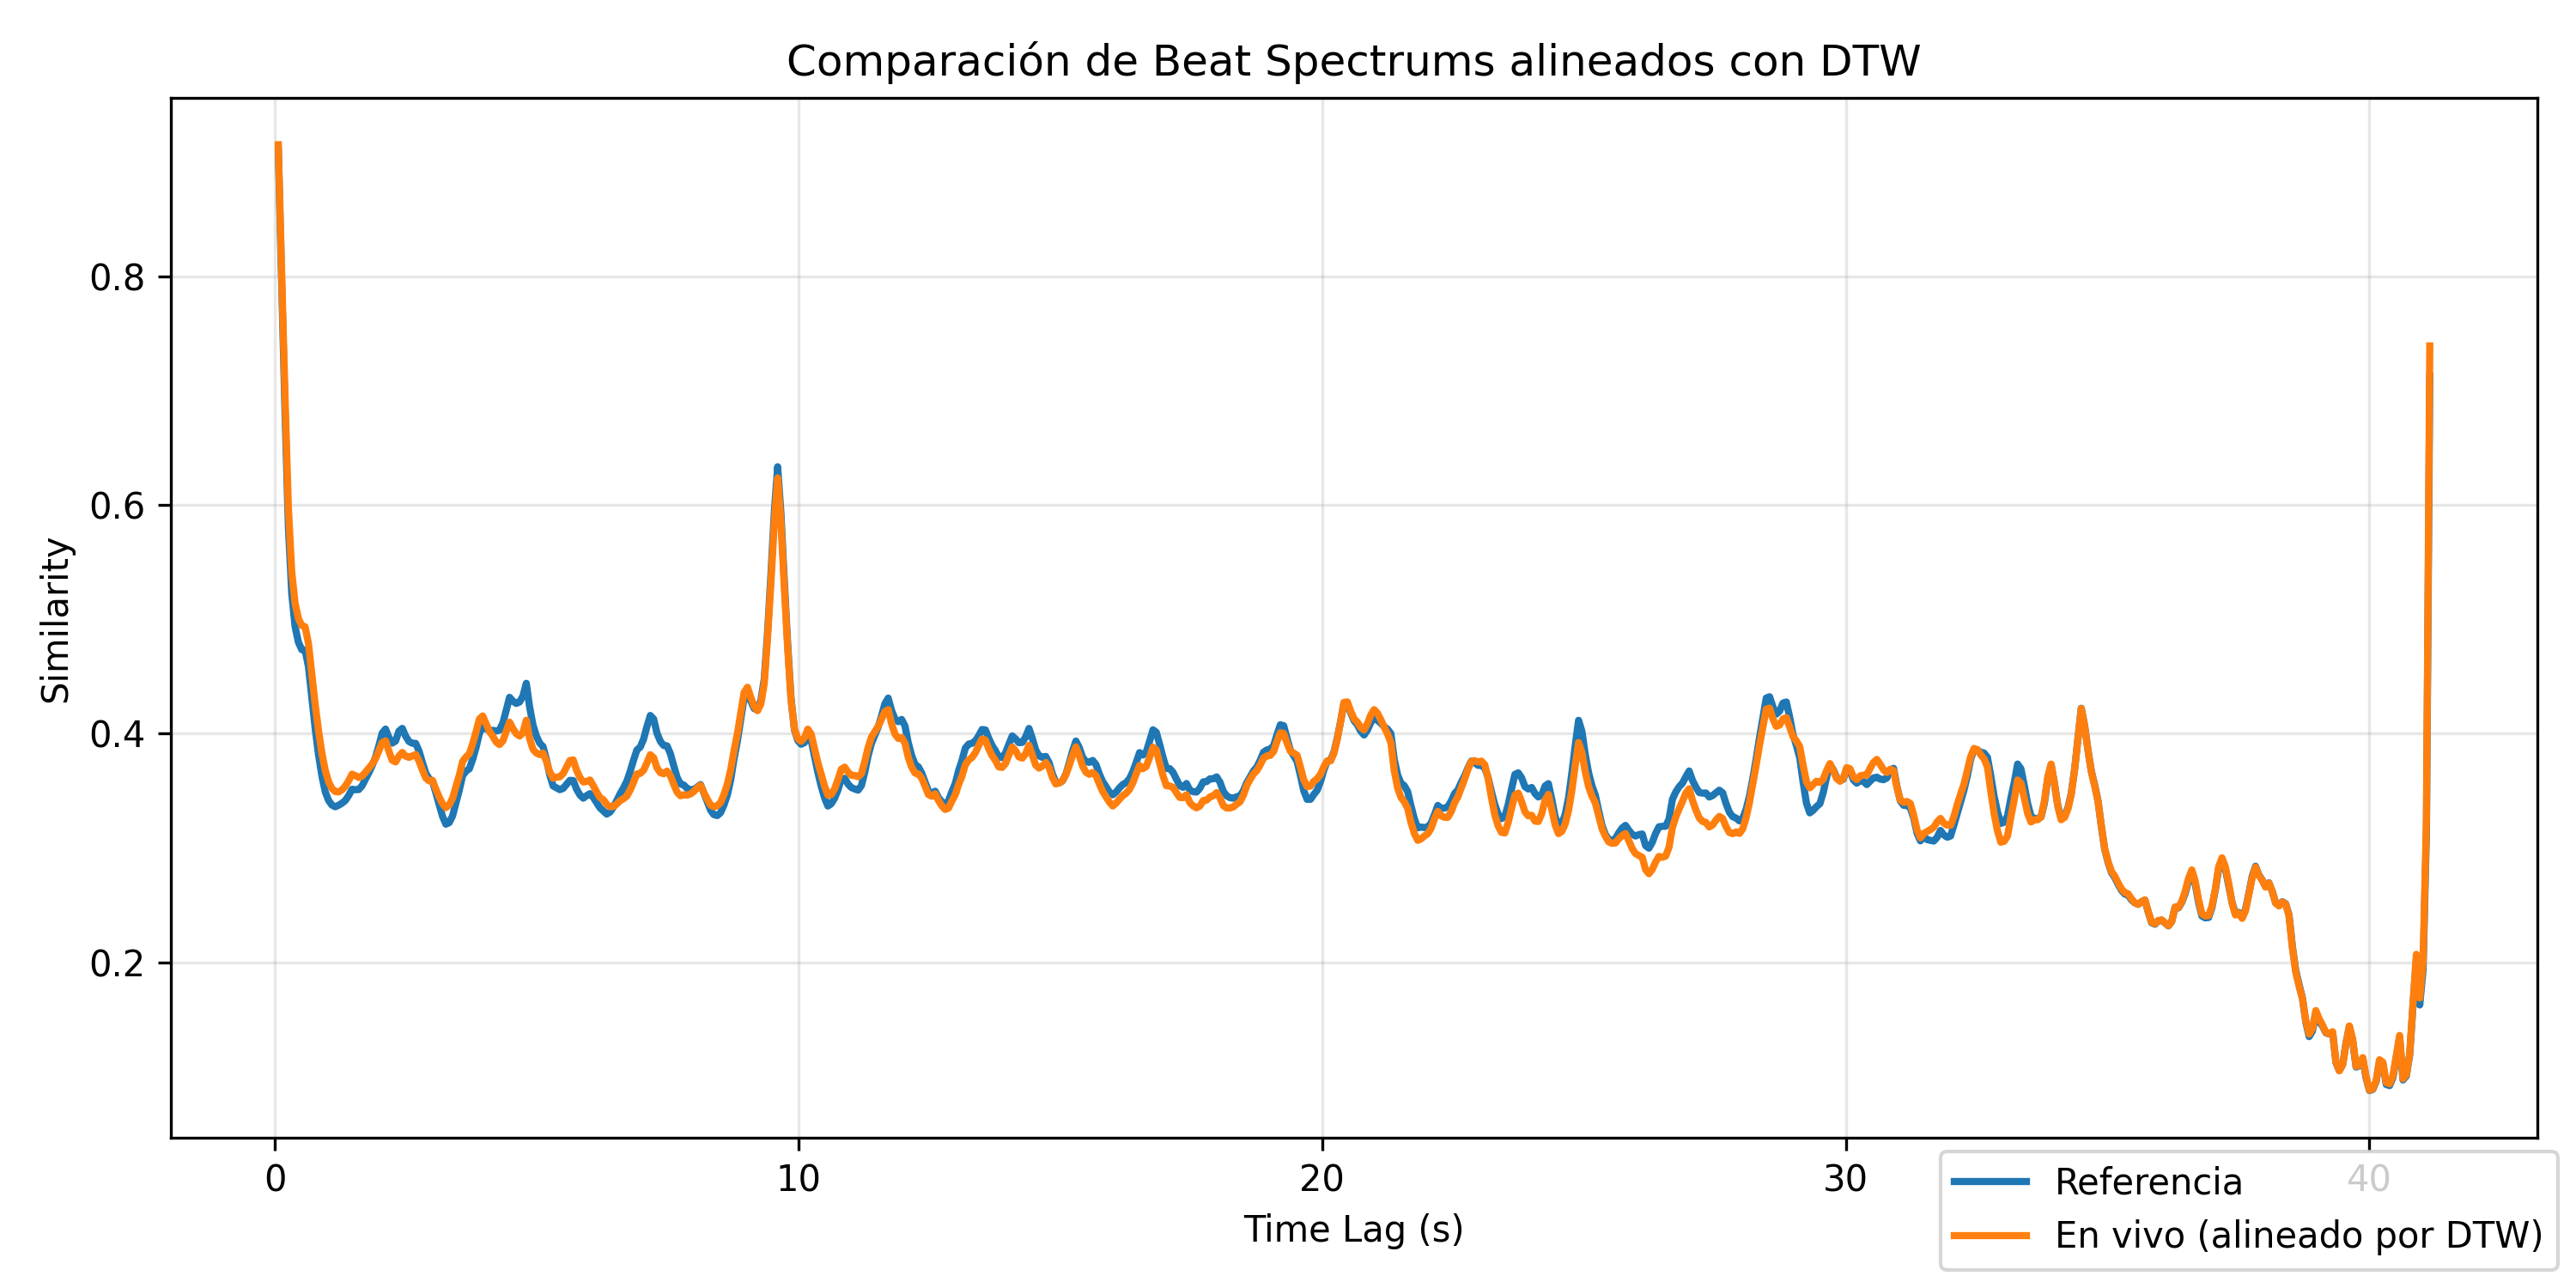 Comparación de Beat Spectrums alineados con DTW
Similarity
0.8
0.6
0.4
0.2
0
10
20
30
40
Time Lag (s)
Referencia
En vivo (alineado por DTW)